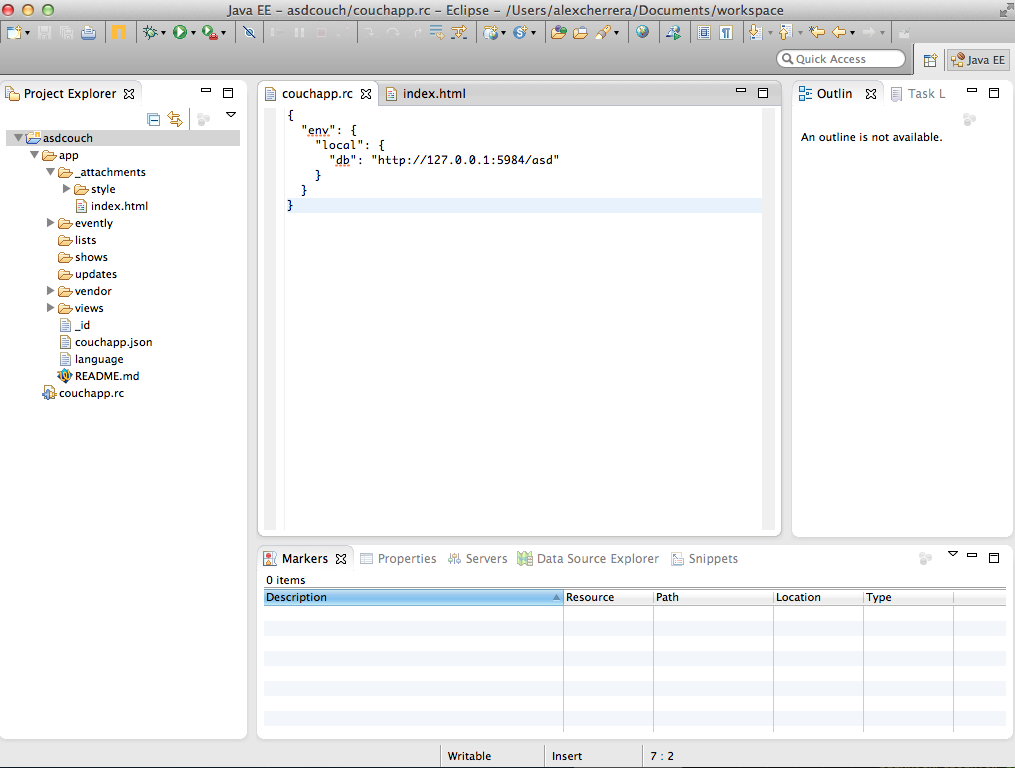 Java EE – asdcouch/couchapp.rc – Eclipse – /Users/alexcherrera/Documents/workspace
Quick Access
Java EE
Project Explorer
asdcouch
app
_attachments
style
index.html
evently
lists
shows
updates
vendor
views
_id
couchapp.json
language
README.md
couchapp.rc
couchapp.rc index.html
{
"env": {
"local": {
"db": "http://127.0.0.1:5984/asd"
}
}
}
Outlin Task L
An outline is not available.
Markers Properties Servers Data Source Explorer Snippets
0 items
Description Resource Path Location Type
Writable Insert 7 : 2